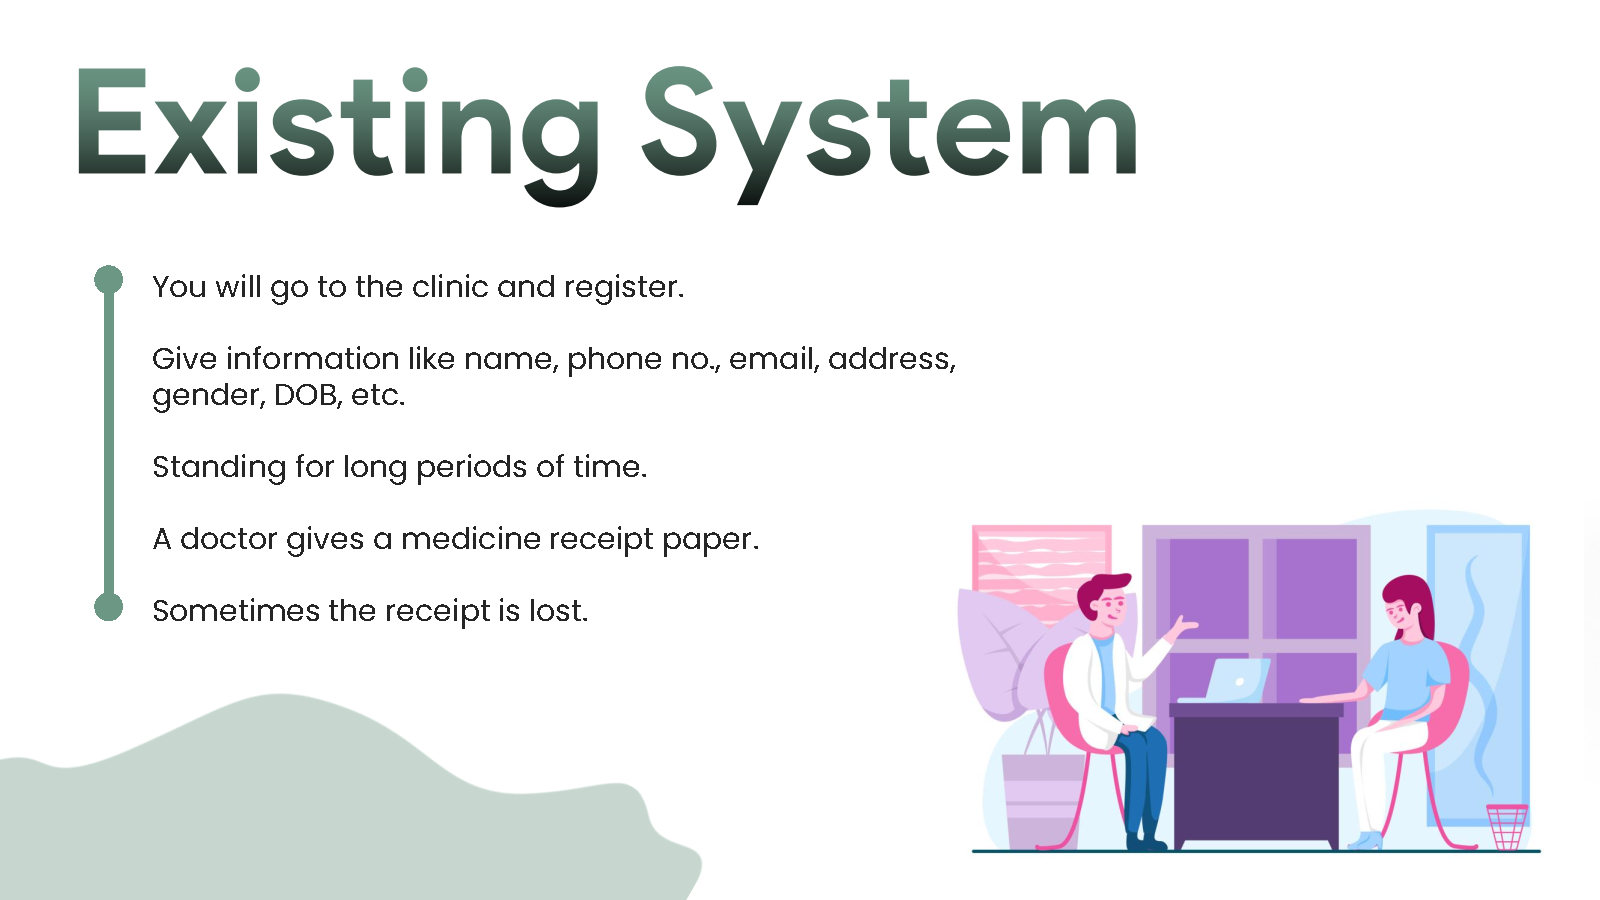 Existing System
You will go to the clinic and register.
Give information like name, phone no., email, address,
gender, DOB, etc.
Standing for long periods of time.
A doctor gives a medicine receipt paper.
Sometimes the receipt is lost.